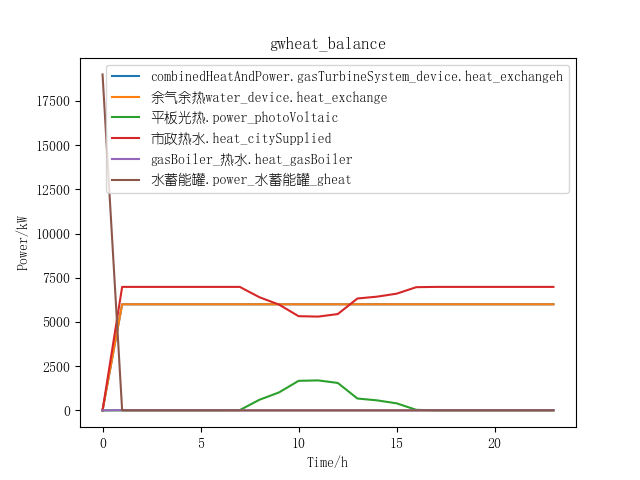 gwheat_balance
combinedHeatAndPower.gasTurbineSystem_device.heat_exchangeh
余气余热water_device.heat_exchange
平板光热.power_photoVoltaic
市政热水.heat_citySupplied
gasBoiler_热水.heat_gasBoiler
水蓄能罐.power_水蓄能罐_gheat
Power/kW
17500
15000
12500
10000
7500
5000
2500
0
0 5 10 15 20
Time/h